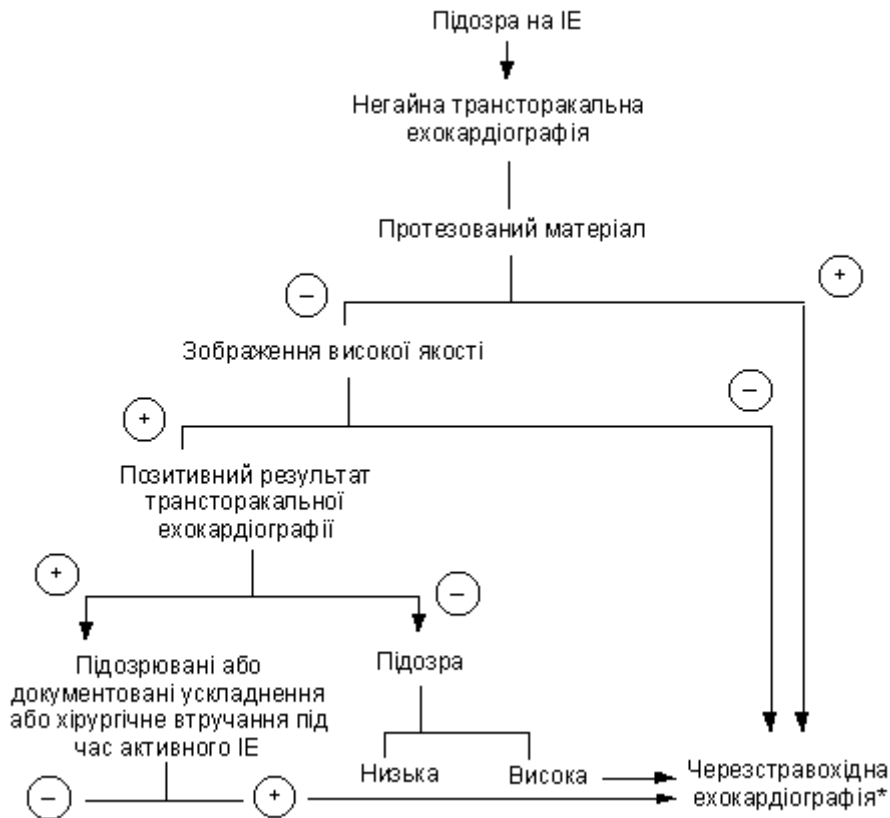 Підозра на ІЕ
Негайна трансторакальна
ехокардіографія
Протезований матеріал
+
–
Зображення високої якості
–
+
Позитивний результат
трансторакальної
ехокардіографії
+
–
Підозрювані або
документовані ускладнення
або хірургічне втручання під
час активного ІЕ
Підозра
Низька
Висока
Черезстравохідна
ехокардіографія*
–
+